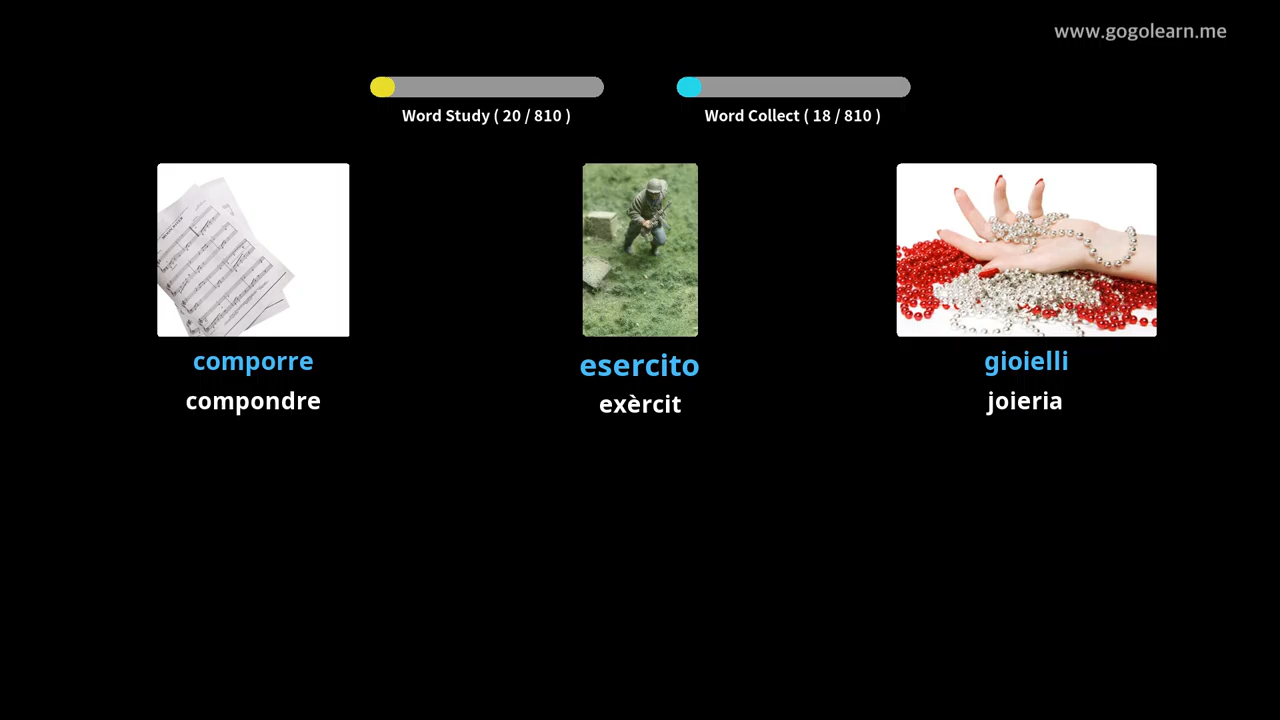 www.gogolearn.me
Word Study ( 20 / 810 )
Word Collect ( 18 / 810 )
comporre
compondre
esercito
exèrcit
gioielli
joieria